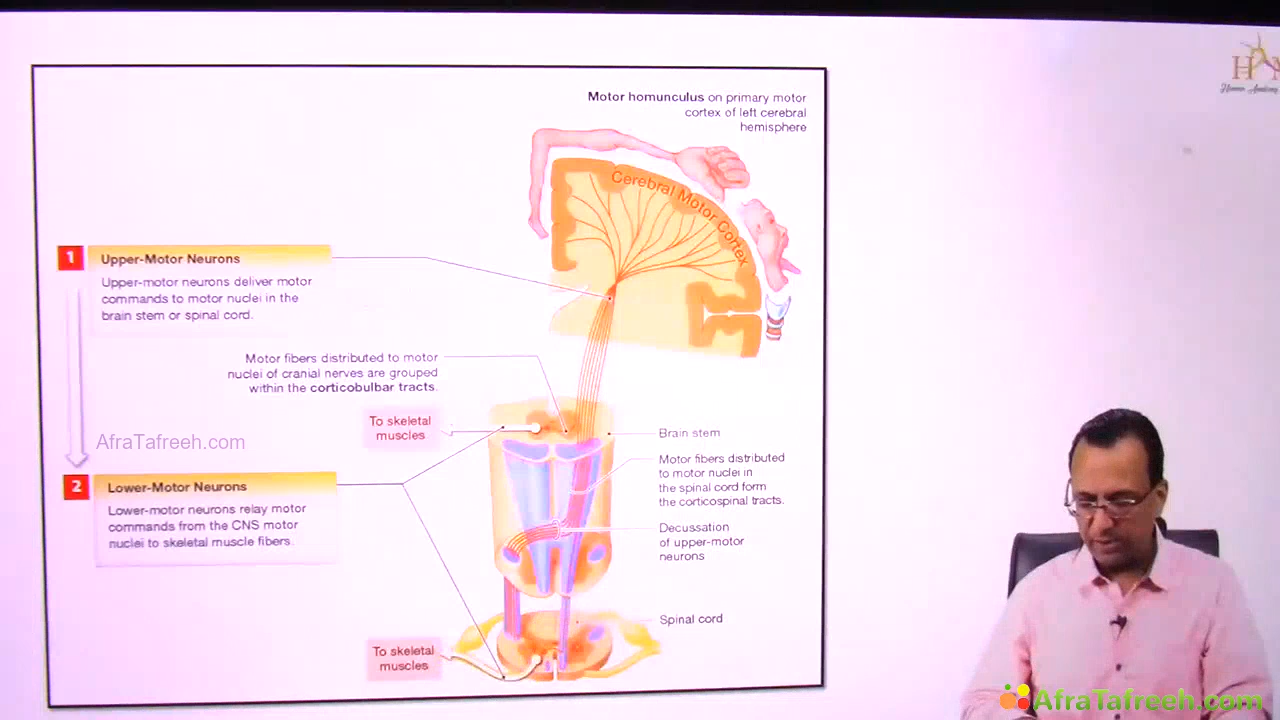 Motor homunculus on primary motor
cortex of left cerebral
hemisphere
Cerebral Motor Cortex
1
Upper-Motor Neurons
Upper-motor neurons deliver motor
commands to motor nuclei in the
brain stem or spinal cord.
Motor fibers distributed to motor
nuclei of cranial nerves are grouped
within the corticobulbar tracts.
To skeletal
muscles
Brain stem
AfraTafreeh.com
Motor fibers distributed
to motor nuclei in
the spinal cord form
the corticospinal tracts.
2
Lower-Motor Neurons
Lower-motor neurons relay motor
commands from the CNS motor
nuclei to skeletal muscle fibers.
Decussation
of upper-motor
neurons
Spinal cord
To skeletal
muscles
AfraTafreeh.com